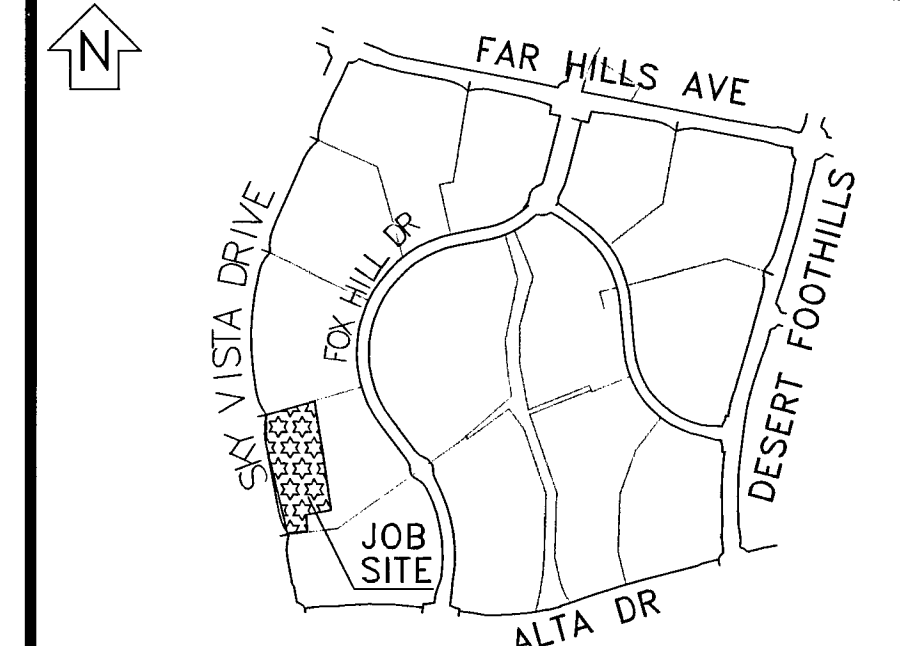 N
FAR HILLS AVE
SKY VISTA DRIVE
FOX HILL DR
DESERT FOOTHILLS
JOB
SITE
ALTA DR